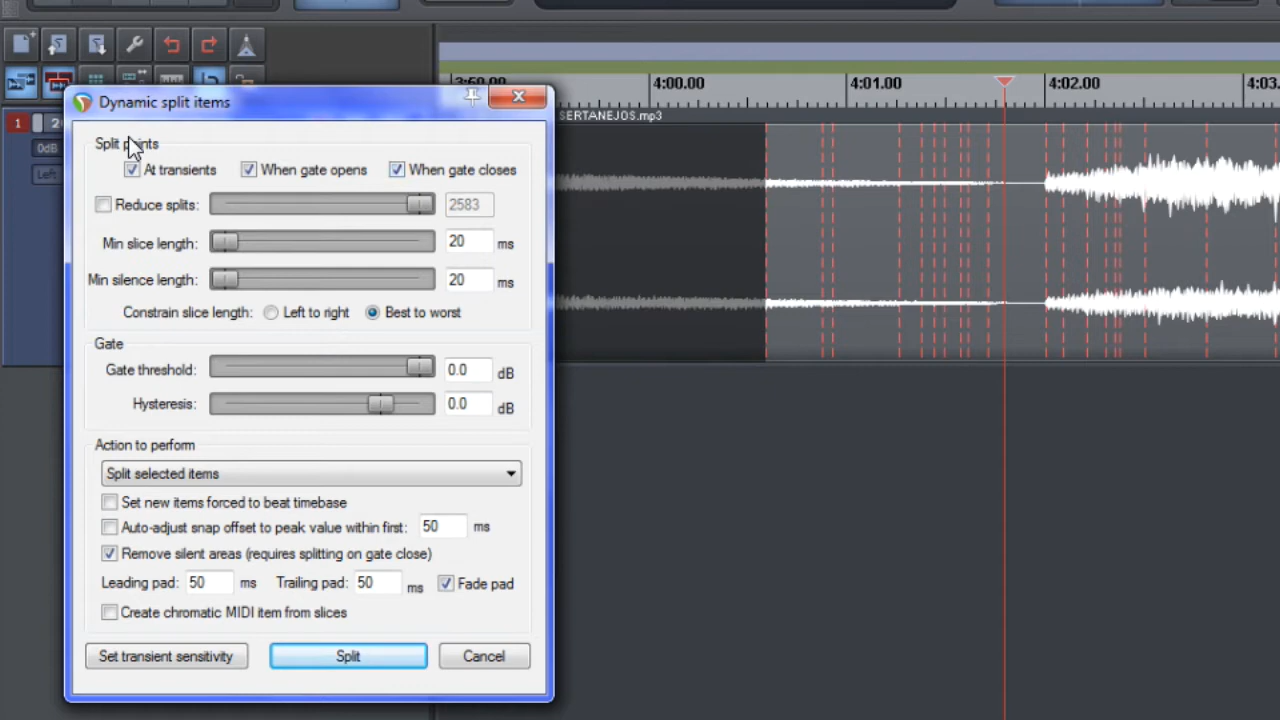 3:60.00 4:00.00 4:01.00 4:02.00 4:03.
Dynamic split items
1 2
SERTANEJOS.mp3
0dB
Left
Split points
At transients When gate opens When gate closes
Reduce splits: 2583
Min slice length: 20 ms
Min silence length: 20 ms
Constrain slice length: Left to right Best to worst
Gate
Gate threshold: 0.0 dB
Hysteresis: 0.0 dB
Action to perform
Split selected items
Set new items forced to beat timebase
Auto-adjust snap offset to peak value within first: 50 ms
Remove silent areas (requires splitting on gate close)
Leading pad: 50 ms Trailing pad: 50 ms Fade pad
Create chromatic MIDI item from slices
Set transient sensitivity Split Cancel